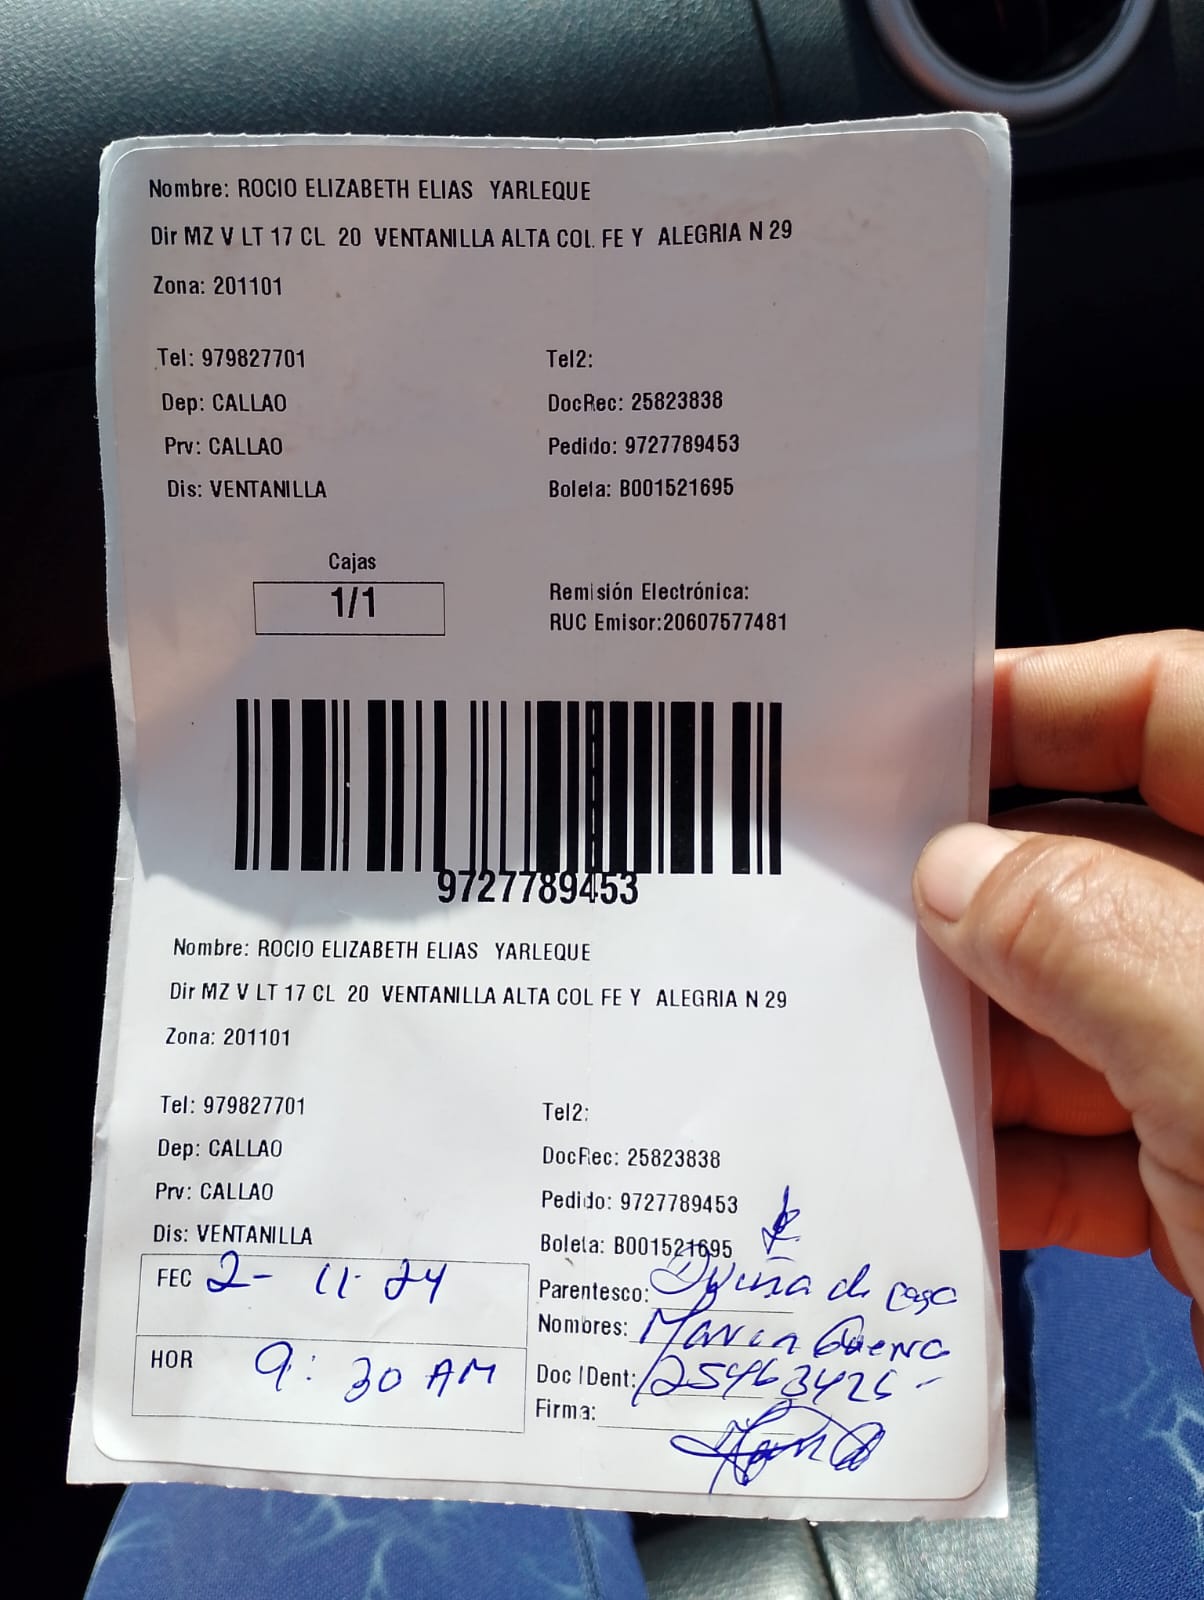 Nombre: ROCIO ELIZABETH ELIAS YARLEQUE
Dir MZ V LT 17 CL 20 VENTANILLA ALTA COL. FE Y ALEGRIA N 29
Zona: 201101
Tel: 979827701 Tel2:
Dep: CALLAO DocRec: 25823838
Prv: CALLAO Pedido: 9727789453
Dis: VENTANILLA Boleta: B001521695
Cajas
1/1
Remisión Electrónica:
RUC Emisor:20607577481
9727789453
Nombre: ROCIO ELIZABETH ELIAS YARLEQUE
Dir MZ V LT 17 CL 20 VENTANILLA ALTA COL FE Y ALEGRIA N 29
Zona: 201101
Tel: 979827701 Tel2:
Dep: CALLAO DocRec: 25823838
Prv: CALLAO Pedido: 9727789453
Dis: VENTANILLA Boleta: B001521695
FEC 2- 11- 24
HOR 9: 30 AM
Parentesco: de casa
Nombres:
Doc IDent:
Firma: